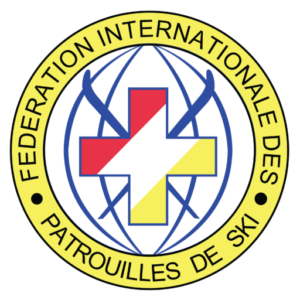 FEDERATION INTERNATIONALE DES
PATROUILLES DE SKI